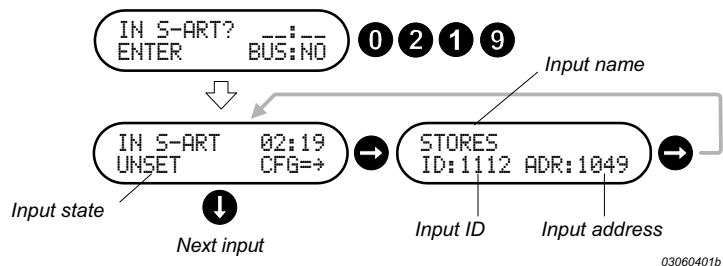 IN S-ART? __:__
ENTER BUS:NO
0 2 1 9
Input name
IN S-ART 02:19
UNSET CFG=→
STORES
ID:1112 ADR:1049
Input state
Next input
Input ID
Input address
03060401b